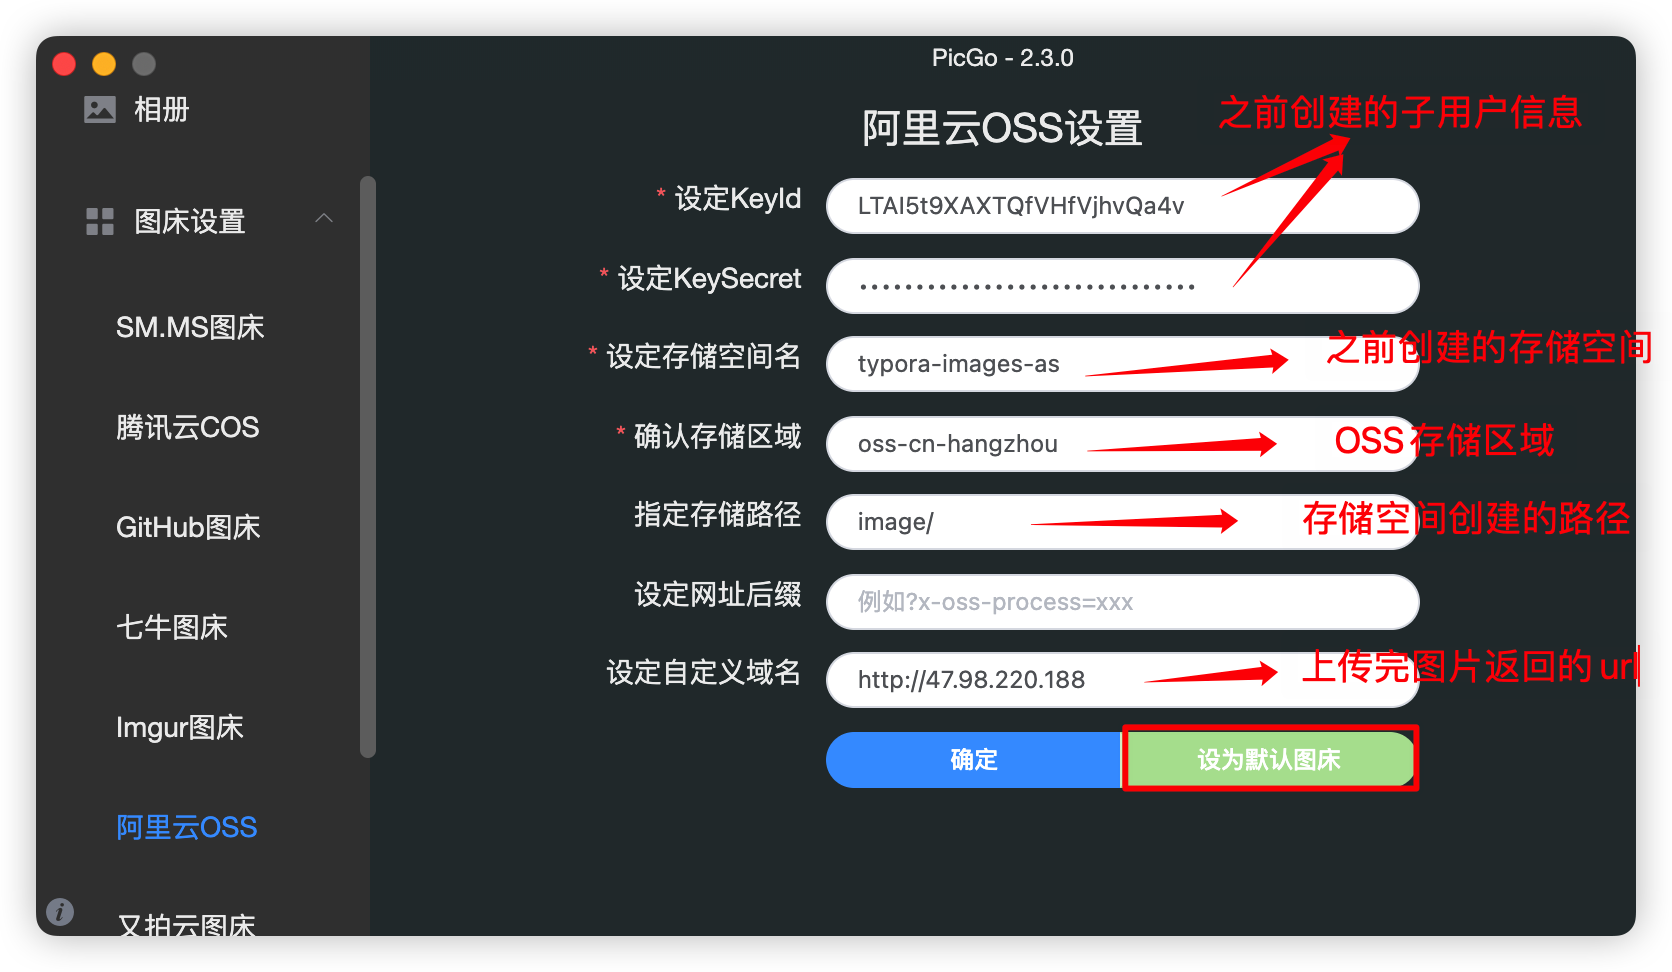 PicGo - 2.3.0
相册
图床设置
SM.MS图床
腾讯云COS
GitHub图床
七牛图床
Imgur图床
阿里云OSS
又拍云图床
阿里云OSS设置
之前创建的子用户信息
* 设定KeyId
LTAI5t9XAXTQfVHfVjhvQa4v
* 设定KeySecret
••••••••••••••••••••••••••••••
* 设定存储空间名
typora-images-as
之前创建的存储空间
* 确认存储区域
oss-cn-hangzhou
OSS存储区域
指定存储路径
image/
存储空间创建的路径
设定网址后缀
例如?x-oss-process=xxx
设定自定义域名
http://47.98.220.188
上传完图片返回的 url
确定
设为默认图床